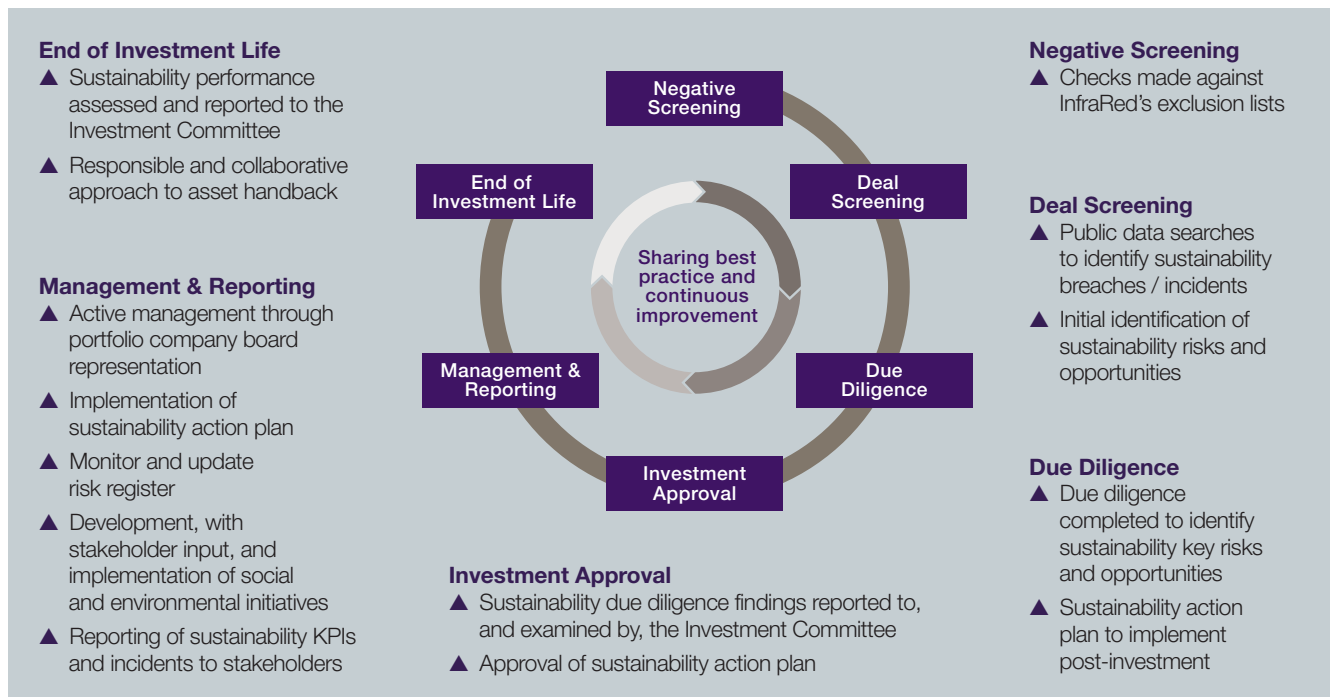 End of Investment Life
▲ Sustainability performance
assessed and reported to the
Investment Committee
▲ Responsible and collaborative
approach to asset handback
Management & Reporting
▲ Active management through
portfolio company board
representation
▲ Implementation of
sustainability action plan
▲ Monitor and update
risk register
▲ Development, with
stakeholder input, and
implementation of social
and environmental initiatives
▲ Reporting of sustainability KPIs
and incidents to stakeholders
Negative
Screening
Deal
Screening
Due
Diligence
Investment
Approval
Management &
Reporting
End of
Investment Life
Sharing best
practice and
continuous
improvement
Investment Approval
▲ Sustainability due diligence findings reported to,
and examined by, the Investment Committee
▲ Approval of sustainability action plan
Negative Screening
▲ Checks made against
InfraRed’s exclusion lists
Deal Screening
▲ Public data searches
to identify sustainability
breaches / incidents
▲ Initial identification of
sustainability risks and
opportunities
Due Diligence
▲ Due diligence
completed to identify
sustainability key risks
and opportunities
▲ Sustainability action
plan to implement
post-investment